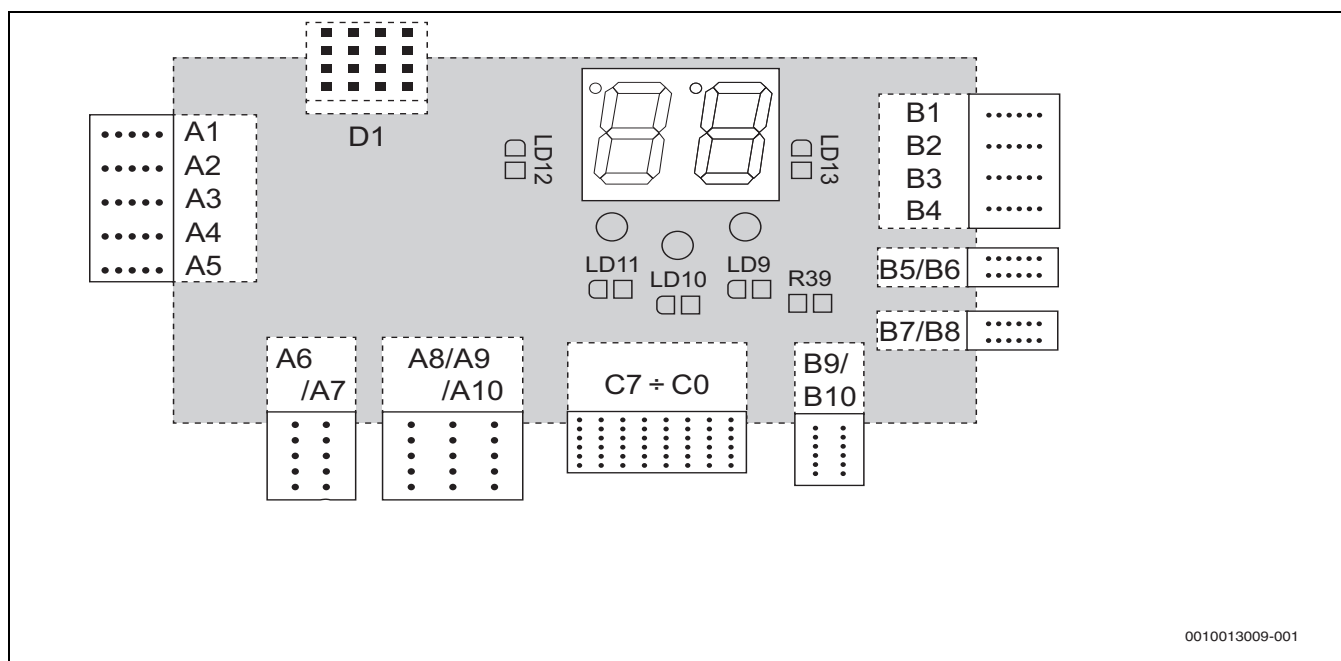 D1
A1
A2
A3
A4
A5
LD12
LD13
B1
B2
B3
B4
LD11
LD10
LD9
R39
B5/B6
B7/B8
A6
/A7
A8/A9
/A10
C7 ÷ C0
B9/
B10
0010013009-001